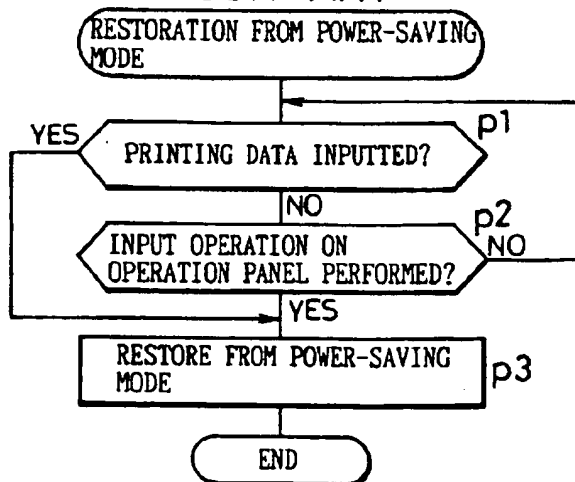 RESTORATION FROM POWER-SAVING
MODE
YES
p1
PRINTING DATA INPUTTED?
NO
p2
INPUT OPERATION ON
OPERATION PANEL PERFORMED?
NO
YES
RESTORE FROM POWER-SAVING
MODE
p3
END